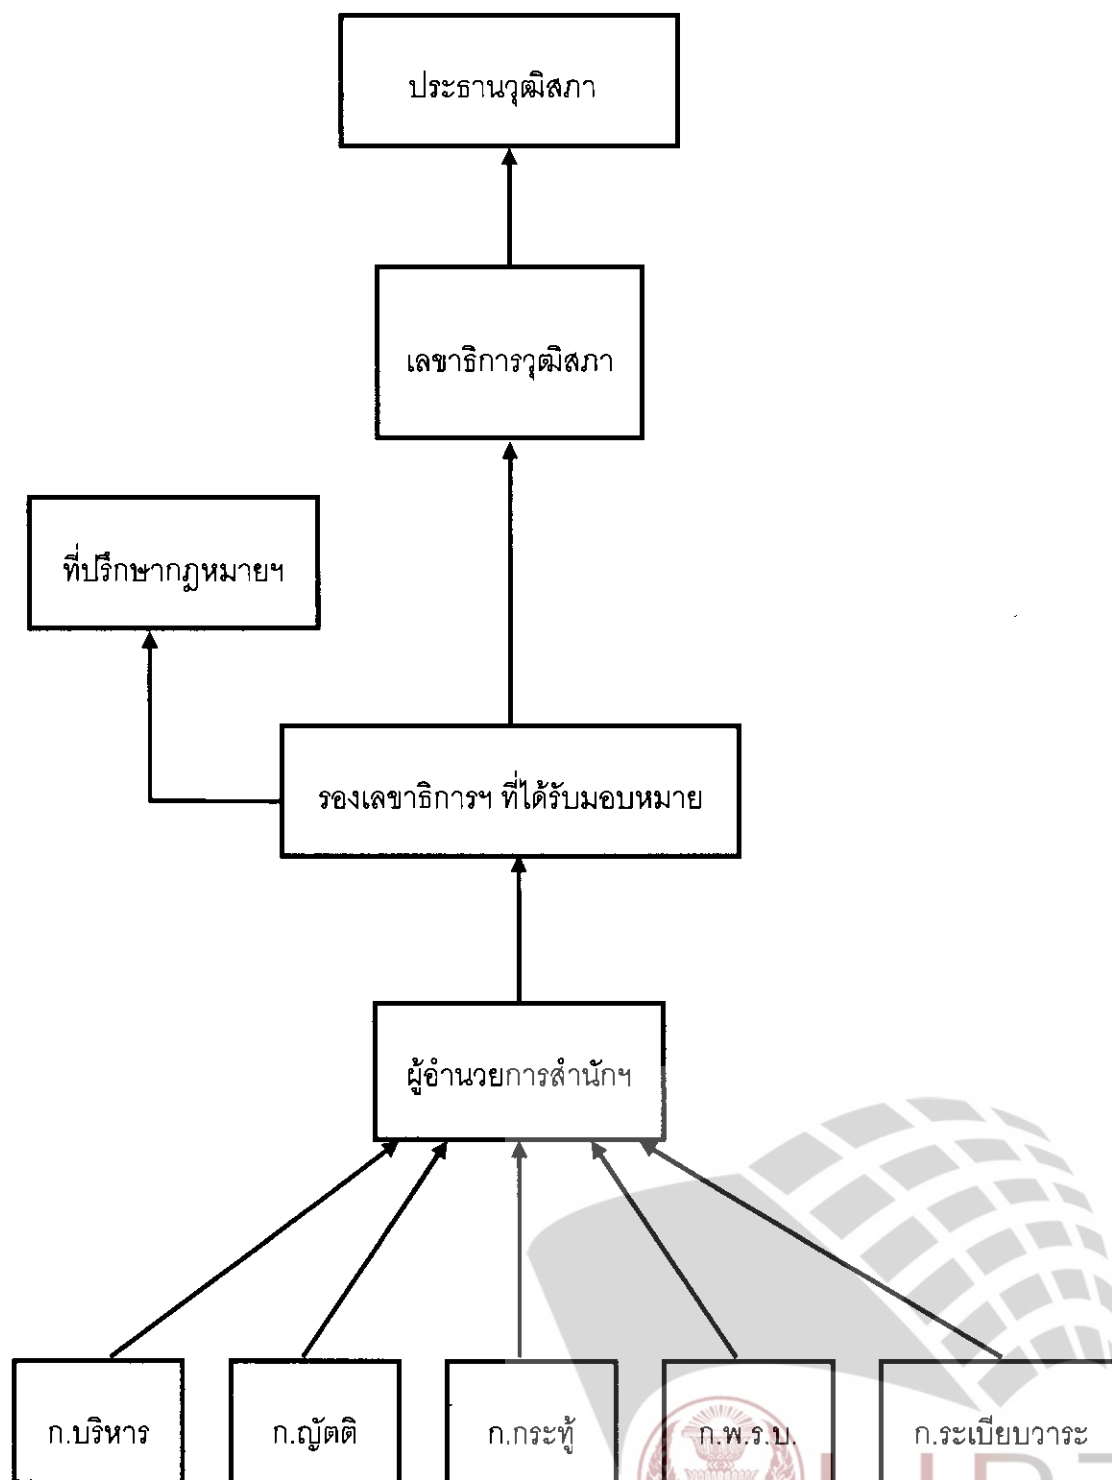 ประธานวุฒิสภา
เลขาธิการวุฒิสภา
ที่ปรึกษากฎหมายฯ
รองเลขาธิการฯ ที่ได้รับมอบหมาย
ผู้อำนวยการสำนักฯ
ก.บริหาร
ก.ญัตติ
ก.กระทู้
ก.พ.ร.บ.
ก.ระเบียบวาระ